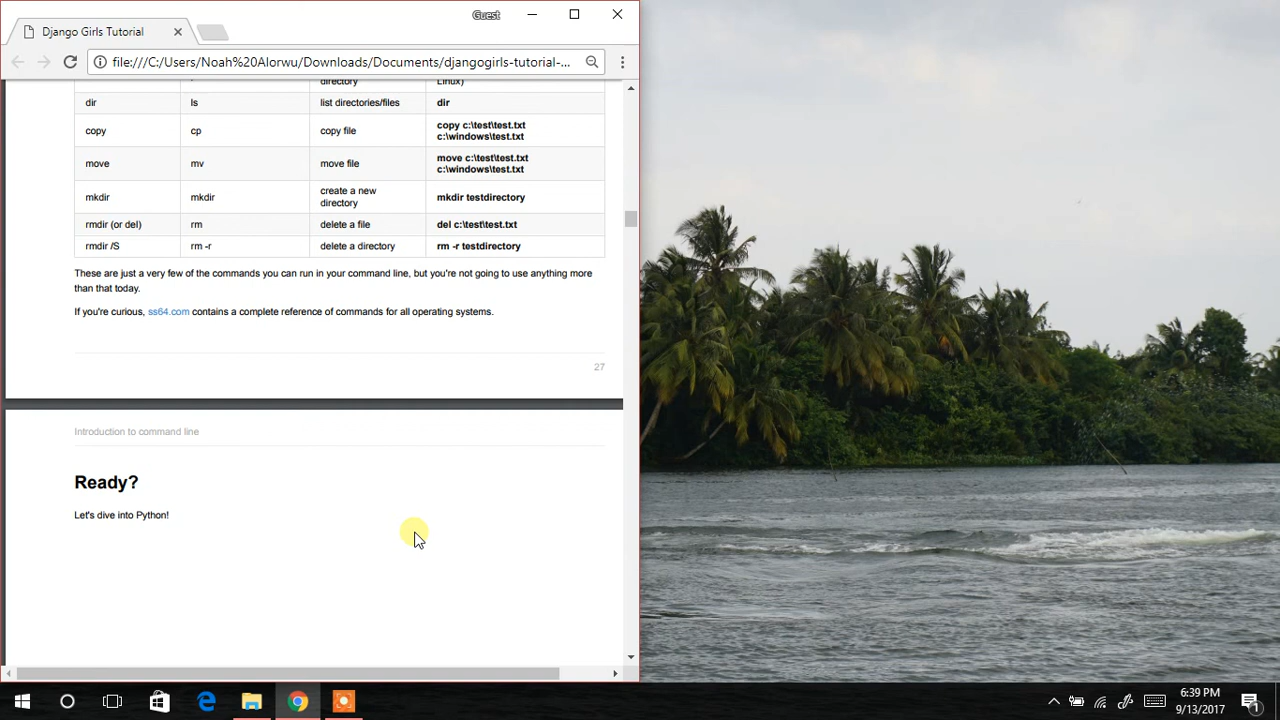 Guest
Django Girls Tutorial
file:///C:/Users/Noah%20Alorwu/Downloads/Documents/djangogirls-tutorial-...
directory Linux)
dir ls list directories/files dir
copy cp copy file copy c:\test\test.txt
c:\windows\test.txt
move mv move file move c:\test\test.txt
c:\windows\test.txt
mkdir mkdir create a new
directory mkdir testdirectory
rmdir (or del) rm delete a file del c:\test\test.txt
rmdir /S rm -r delete a directory rm -r testdirectory
These are just a very few of the commands you can run in your command line, but you're not going to use anything more
than that today.
If you're curious, ss64.com contains a complete reference of commands for all operating systems.
27
Introduction to command line
Ready?
Let's dive into Python!
6:39 PM
9/13/2017
1